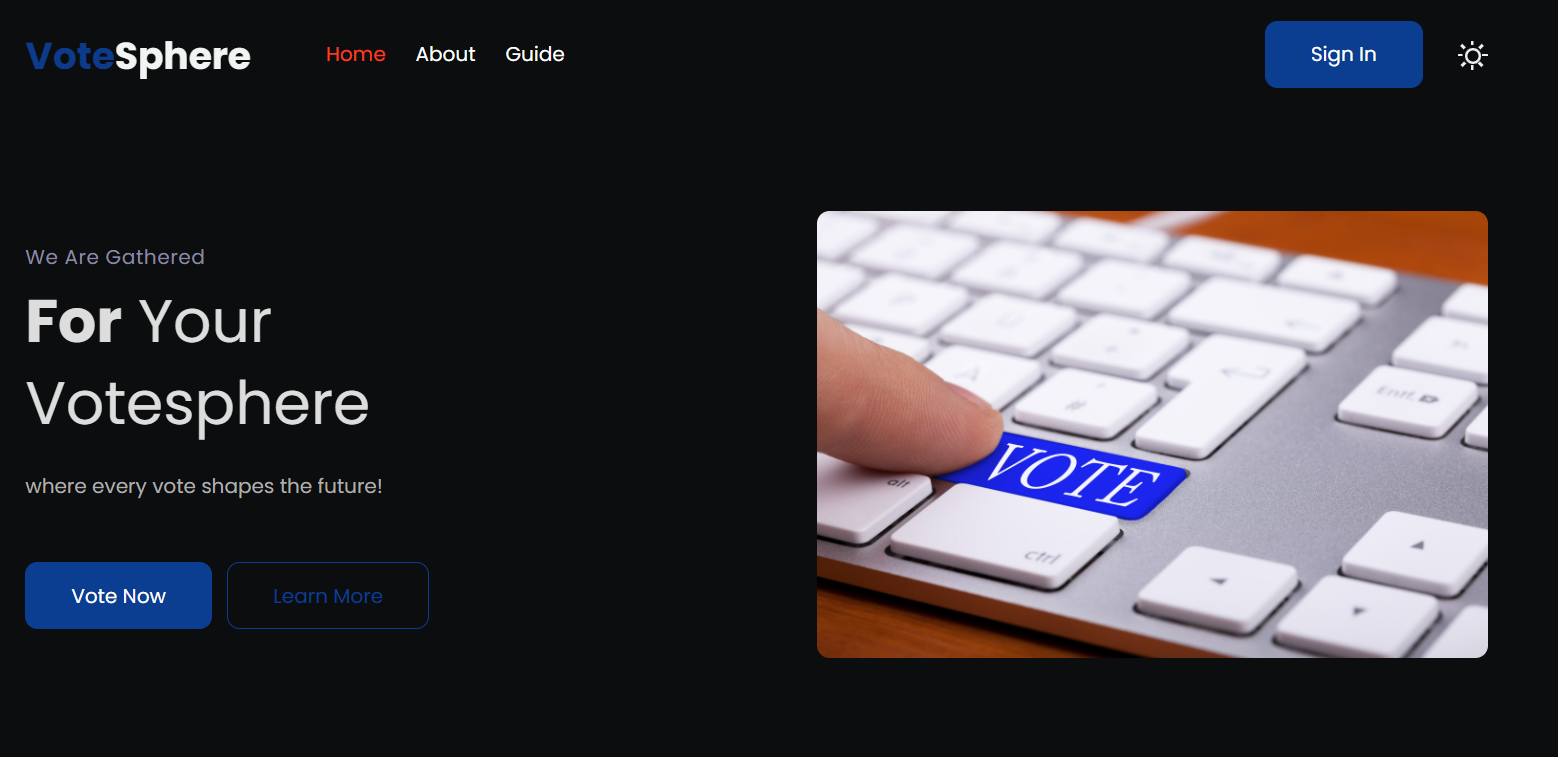 VoteSphere
Home About Guide
Sign In
We Are Gathered
For Your
Votesphere
where every vote shapes the future!
Vote Now
Learn More
VOTE
A
#
Entf.
alt
ctrl